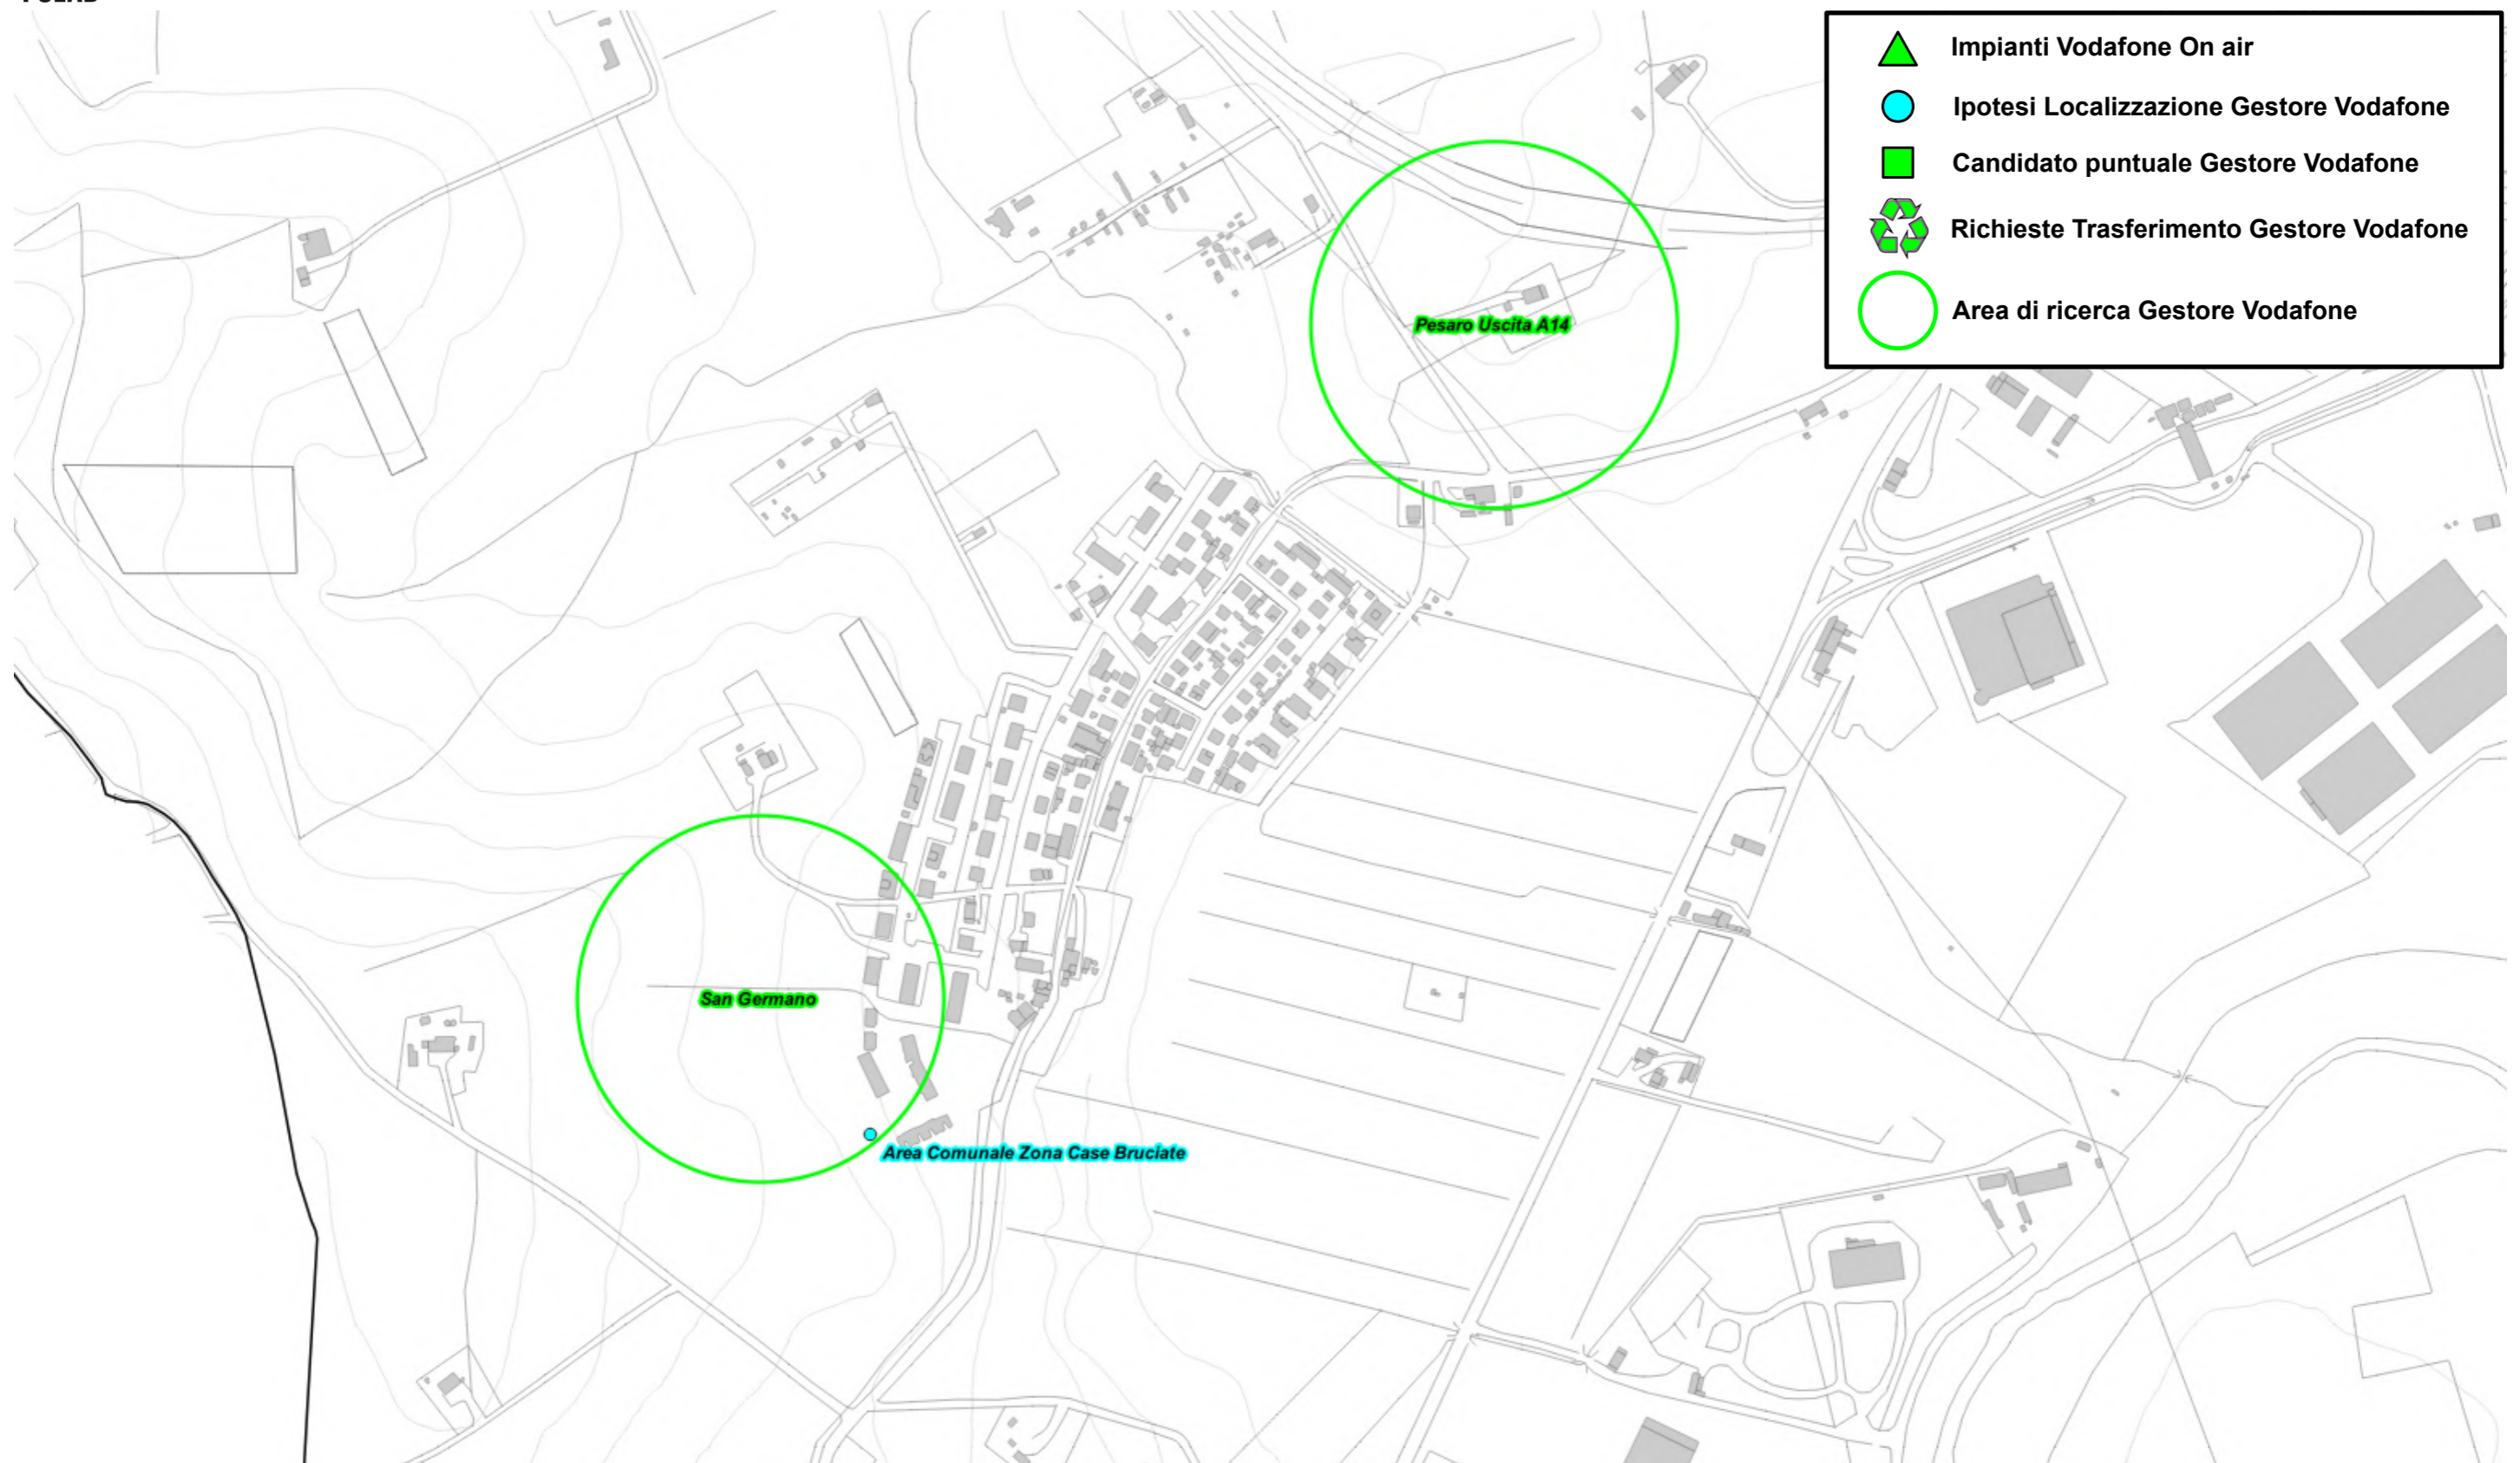 Impianti Vodafone On air
Ipotesi Localizzazione Gestore Vodafone
Candidato puntuale Gestore Vodafone
Richieste Trasferimento Gestore Vodafone
Area di ricerca Gestore Vodafone
Pesaro Uscita A14
San Germano
Area Comunale Zona Case Bruciate